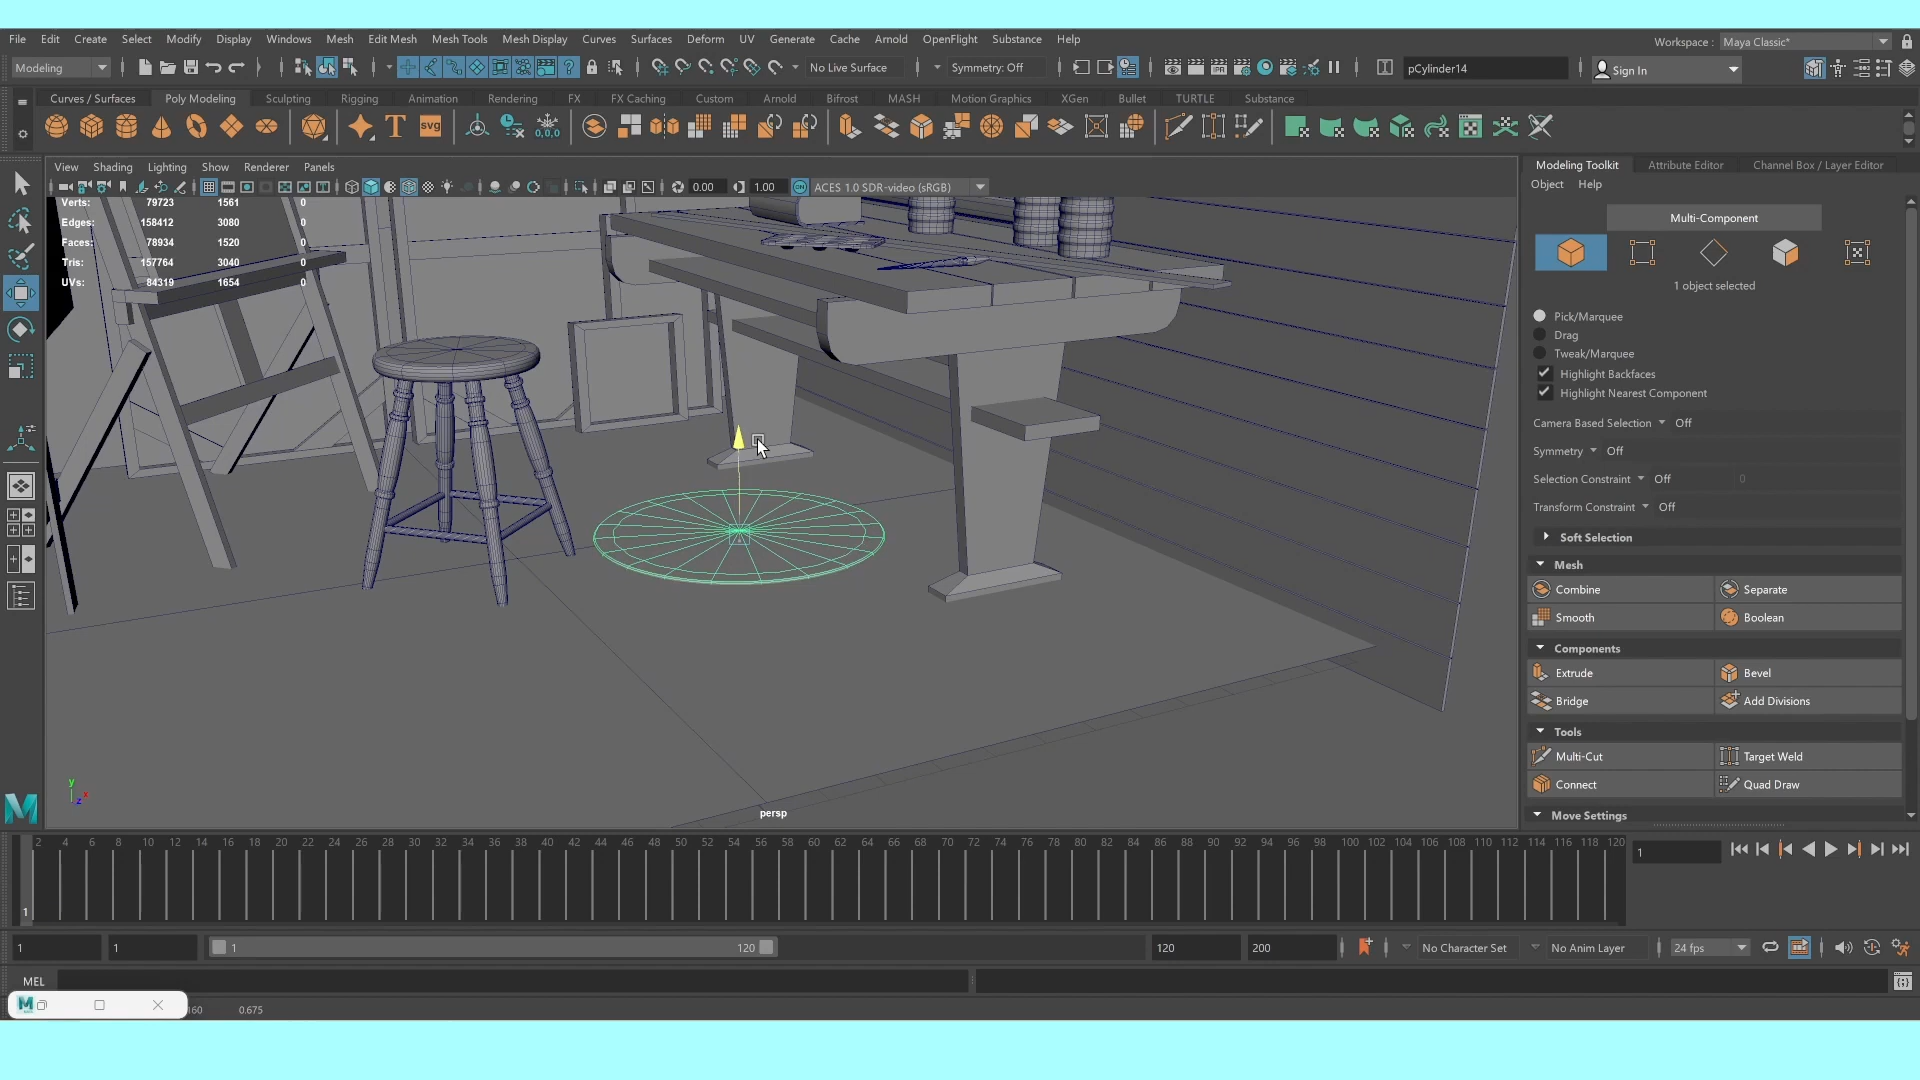 File Edit Create Select Modify Display Windows Mesh Edit Mesh Mesh Tools Mesh Display Curves Surfaces Deform UV Generate Cache Arnold OpenFlight Substance Help
Workspace : Maya Classic*
Modeling No Live Surface Symmetry: Off pCylinder14 Sign In
Curves / Surfaces Poly Modeling Sculpting Rigging Animation Rendering FX FX Caching Custom Arnold Bifrost MASH Motion Graphics XGen Bullet TURTLE Substance
View Shading Lighting Show Renderer Panels
0.00 1.00 ACES 1.0 SDR-video (sRGB)
Verts: 79723 1561 0
Edges: 158412 3080 0
Faces: 78934 1520 0
Tris: 157764 3040 0
UVs: 84319 1654 0
persp
y
x
z
Modeling Toolkit Attribute Editor Channel Box / Layer Editor
Object Help
Multi-Component
1 object selected
Pick/Marquee
Drag
Tweak/Marquee
Highlight Backfaces
Highlight Nearest Component
Camera Based Selection Off
Symmetry Off
Selection Constraint Off 0
Transform Constraint Off
Soft Selection
Mesh
Combine Separate
Smooth Boolean
Components
Extrude Bevel
Bridge Add Divisions
Tools
Multi-Cut Target Weld
Connect Quad Draw
Move Settings
2 4 6 8 10 12 14 16 18 20 22 24 26 28 30 32 34 36 38 40 42 44 46 48 50 52 54 56 58 60 62 64 66 68 70 72 74 76 78 80 82 84 86 88 90 92 94 96 98 100 102 104 106 108 110 112 114 116 118 120
1
1
1 1 1 120 120 200 No Character Set No Anim Layer 24 fps
MEL
160 0.675